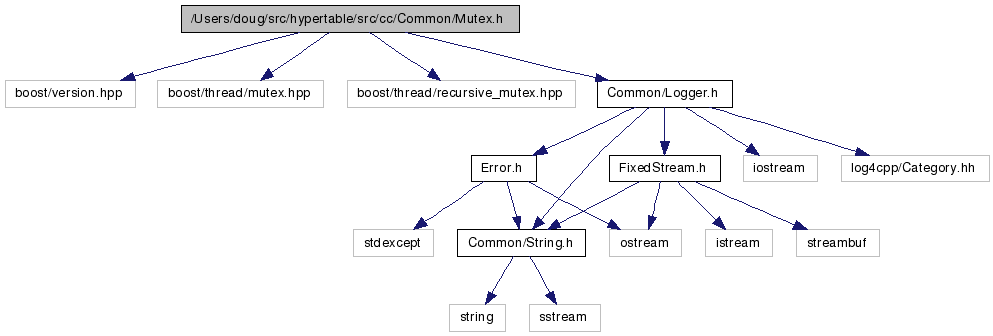 /Users/doug/src/hypertable/src/cc/Common/Mutex.h
boost/version.hpp
boost/thread/mutex.hpp
boost/thread/recursive_mutex.hpp
Common/Logger.h
Error.h
FixedStream.h
iostream
log4cpp/Category.hh
stdexcept
Common/String.h
ostream
istream
streambuf
string
sstream